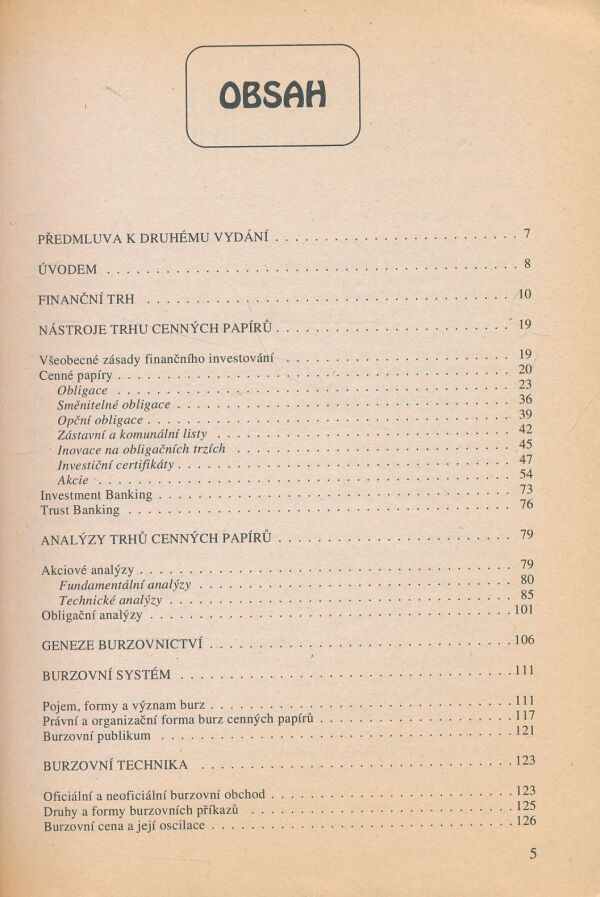 OBSAH
PŘEDMLUVA K DRUHÉMU VYDÁNÍ . . . . . . . . . . . . . . . . . . . . 7
ÚVODEM . . . . . . . . . . . . . . . . . . . . 8
FINANČNÍ TRH . . . . . . . . . . . . . . . . . . . . 10
NÁSTROJE TRHU CENNÝCH PAPÍRŮ . . . . . . . . . . . . . . . . . . . . 19
Všeobecné zásady finančního investování . . . . . . . . . . . . . . . . . . . . 19
Cenné papíry . . . . . . . . . . . . . . . . . . . . 20
Obligace . . . . . . . . . . . . . . . . . . . . 23
Směnitelné obligace . . . . . . . . . . . . . . . . . . . . 36
Opční obligace . . . . . . . . . . . . . . . . . . . . 39
Zástavní a komunální listy . . . . . . . . . . . . . . . . . . . . 42
Inovace na obligačních trzích . . . . . . . . . . . . . . . . . . . . 45
Investiční certifikáty . . . . . . . . . . . . . . . . . . . . 47
Akcie . . . . . . . . . . . . . . . . . . . . 54
Investment Banking . . . . . . . . . . . . . . . . . . . . 73
Trust Banking . . . . . . . . . . . . . . . . . . . . 76
ANALÝZY TRHŮ CENNÝCH PAPÍRŮ . . . . . . . . . . . . . . . . . . . . 79
Akciové analýzy . . . . . . . . . . . . . . . . . . . . 79
Fundamentální analýzy . . . . . . . . . . . . . . . . . . . . 80
Technické analýzy . . . . . . . . . . . . . . . . . . . . 85
Obligační analýzy . . . . . . . . . . . . . . . . . . . . 101
GENEZE BURZOVNICTVÍ . . . . . . . . . . . . . . . . . . . . 106
BURZOVNÍ SYSTÉM . . . . . . . . . . . . . . . . . . . . 111
Pojem, formy a význam burz . . . . . . . . . . . . . . . . . . . . 111
Právní a organizační forma burz cenných papírů . . . . . . . . . . . . . . . . . . . . 117
Burzovní publikum . . . . . . . . . . . . . . . . . . . . 121
BURZOVNÍ TECHNIKA . . . . . . . . . . . . . . . . . . . . 123
Oficiální a neoficiální burzovní obchod . . . . . . . . . . . . . . . . . . . . 123
Druhy a formy burzovních příkazů . . . . . . . . . . . . . . . . . . . . 125
Burzovní cena a její oscilace . . . . . . . . . . . . . . . . . . . . 126
5